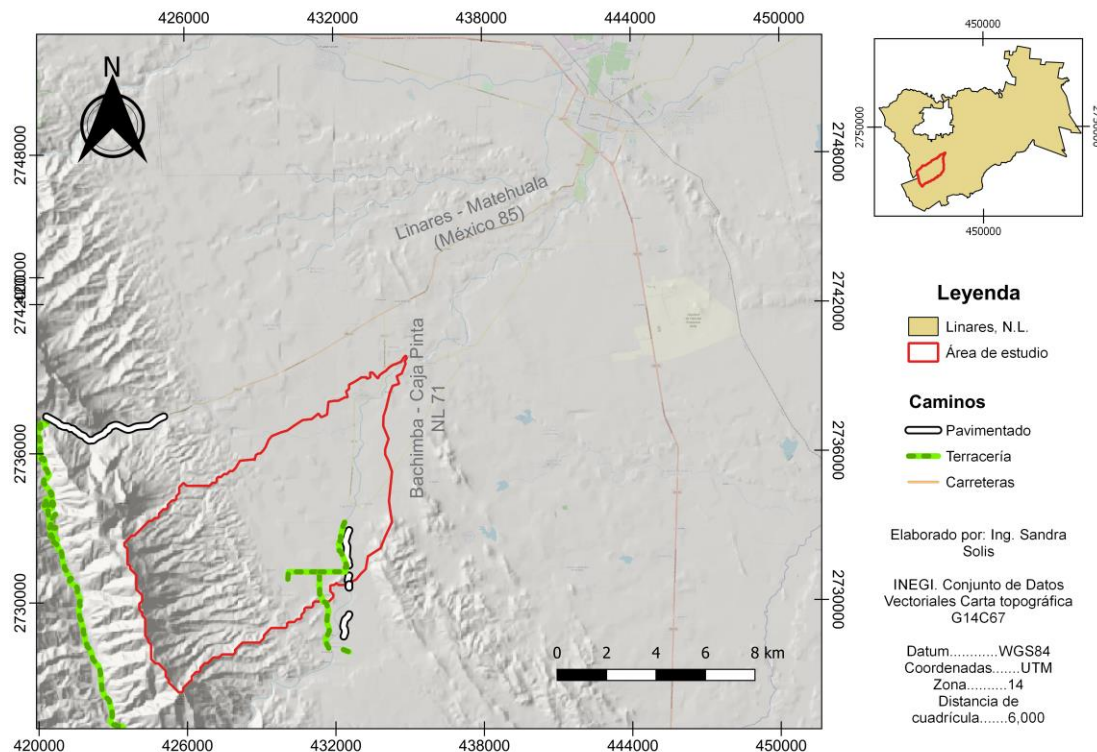 426000 432000 438000 444000 450000
N
2748000
2748000
Linares - Matehuala
(México 85)
2742000
2742000
Bachimba - Caja Pinta
NL 71
2736000
2736000
2730000
2730000
0 2 4 6 8 km
420000 426000 432000 438000 444000 450000
450000
2750000
450000
Leyenda
Linares, N.L.
Área de estudio
Caminos
Pavimentado
Terracería
Carreteras
Elaborado por: Ing. Sandra
Solis
INEGI. Conjunto de Datos
Vectoriales Carta topográfica
G14C67
Datum............WGS84
Coordenadas.......UTM
Zona..........14
Distancia de
cuadrícula.......6,000